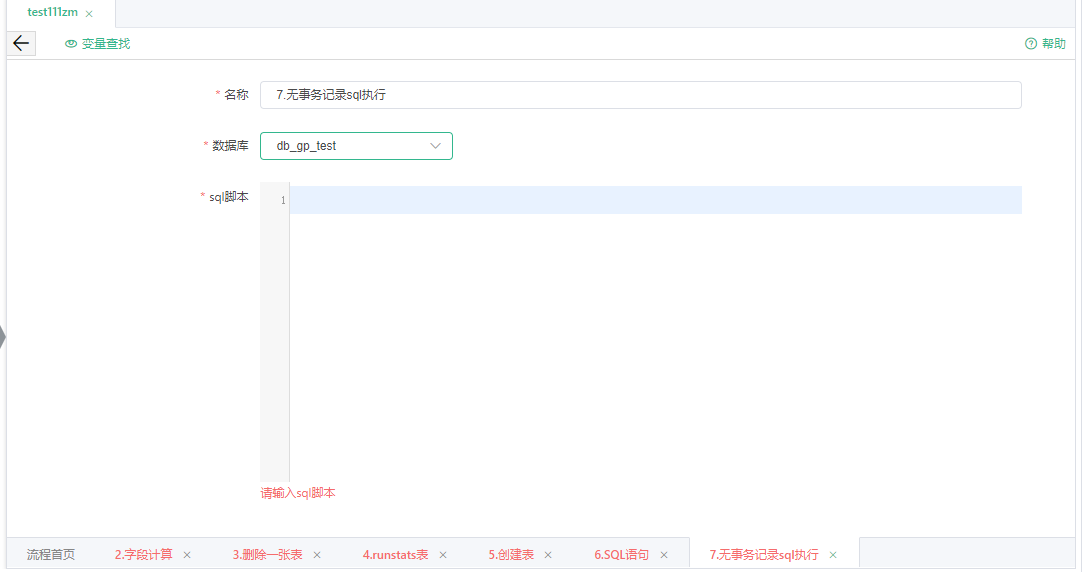 test111zm ×
变量查找
帮助
* 名称
7.无事务记录sql执行
* 数据库
db_gp_test
* sql脚本
1
请输入sql脚本
流程首页 2.字段计算 × 3.删除一张表 × 4.runstats表 × 5.创建表 × 6.SQL语句 × 7.无事务记录sql执行 ×